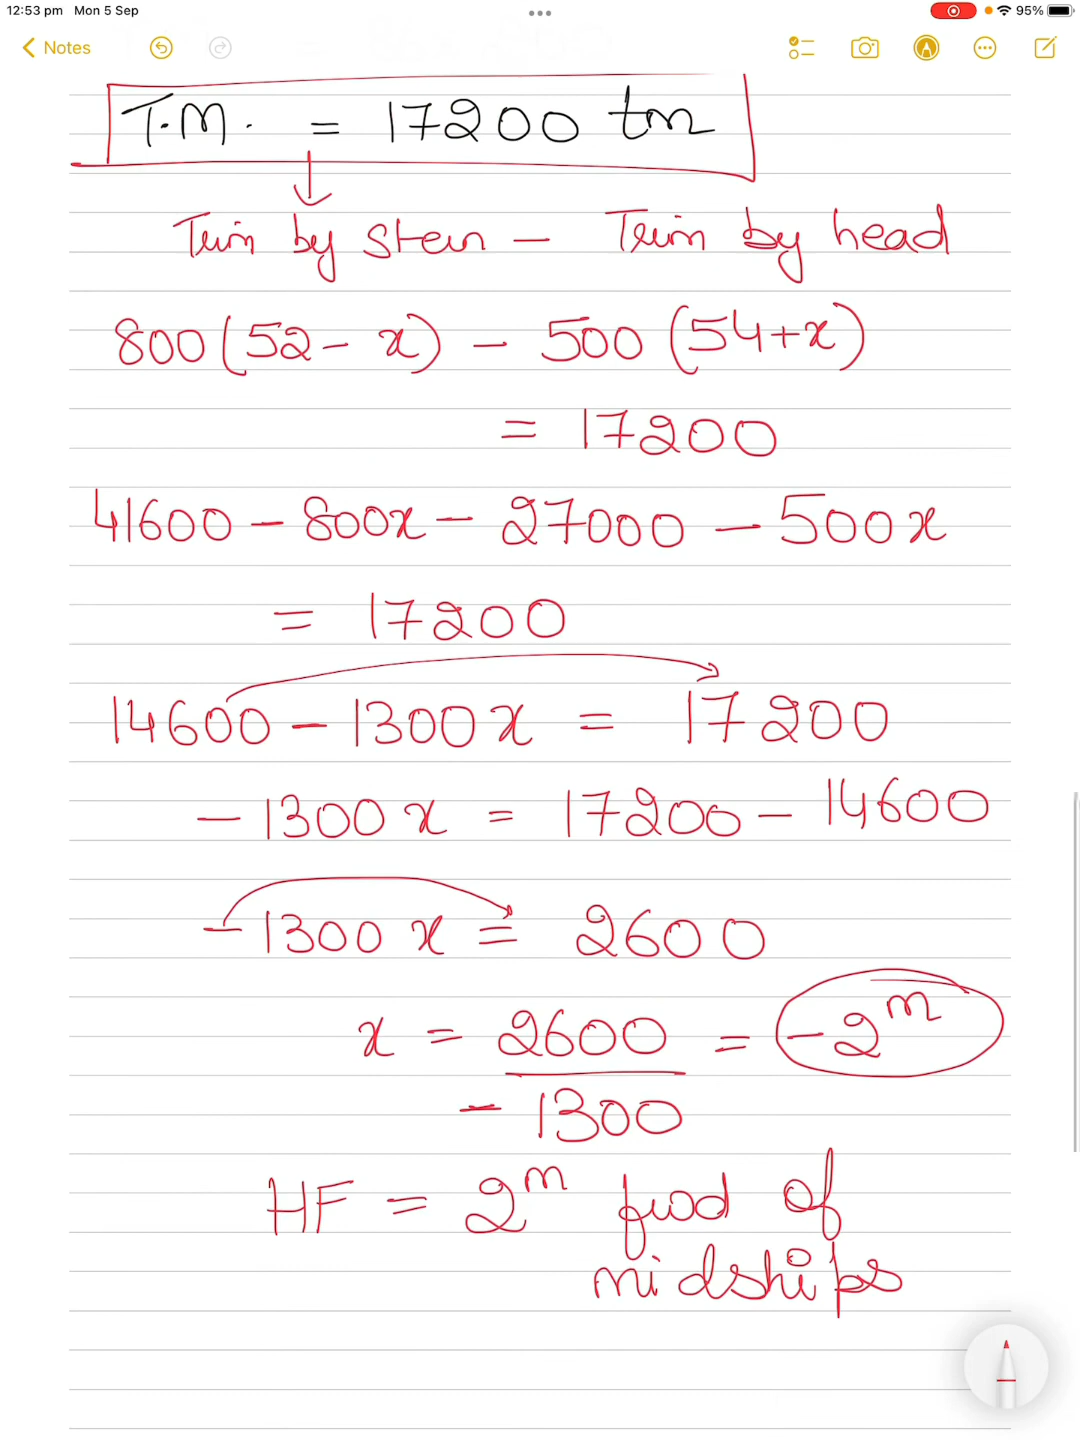 12:53 pm Mon 5 Sep 95%
Notes
T.M. = 17200 tm
Trim by stern - Trim by head
800(52 - x) - 500 (54+x)
= 17200
41600 - 800x - 27000 - 500x
= 17200
14600 - 1300x = 17200
- 1300 x = 17200 - 14600
- 1300 x = 2600
x = 2600 = -2m
- 1300
HF = 2m fwd of
midships